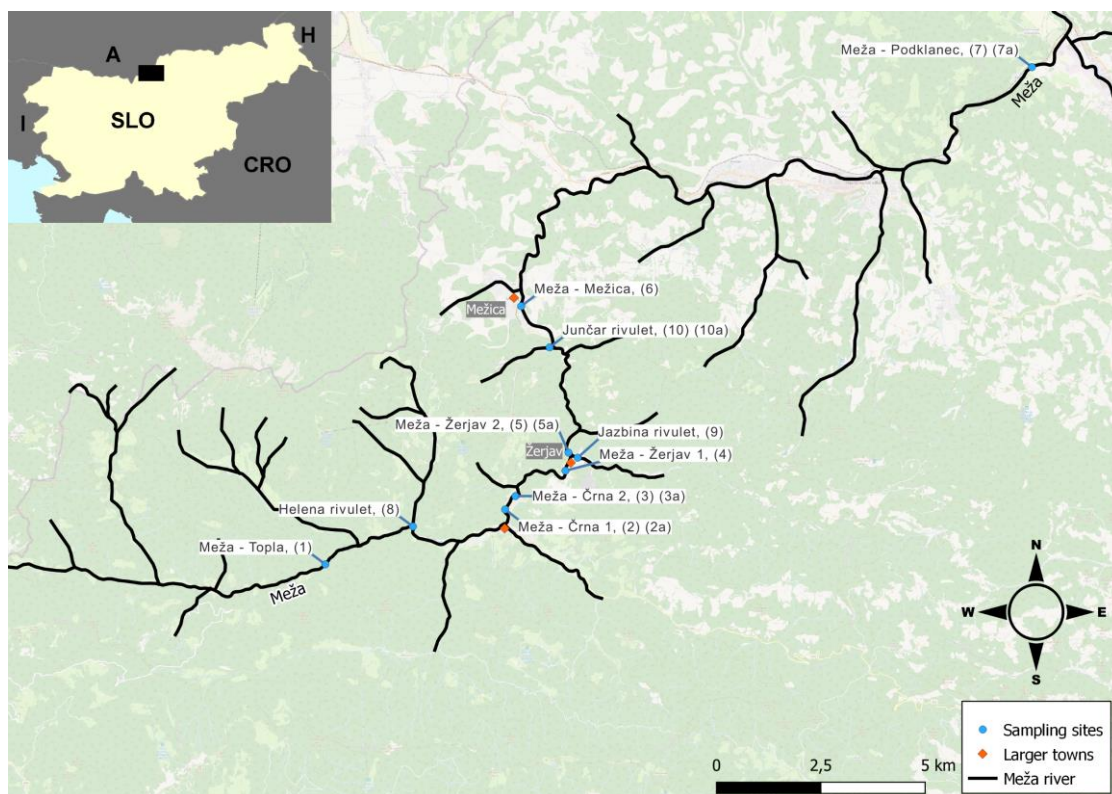 A
H
I
SLO
CRO
Meža - Podklanec, (7) (7a)
Meža
Meža - Mežica, (6)
Mežica
Junčar rivulet, (10) (10a)
Meža - Žerjav 2, (5) (5a)
Jazbina rivulet, (9)
Žerjav
Meža - Žerjav 1, (4)
Meža - Črna 2, (3) (3a)
Helena rivulet, (8)
Meža - Črna 1, (2) (2a)
Meža - Topla, (1)
Meža
N
W
E
S
Sampling sites
Larger towns
Meža river
0
2,5
5 km